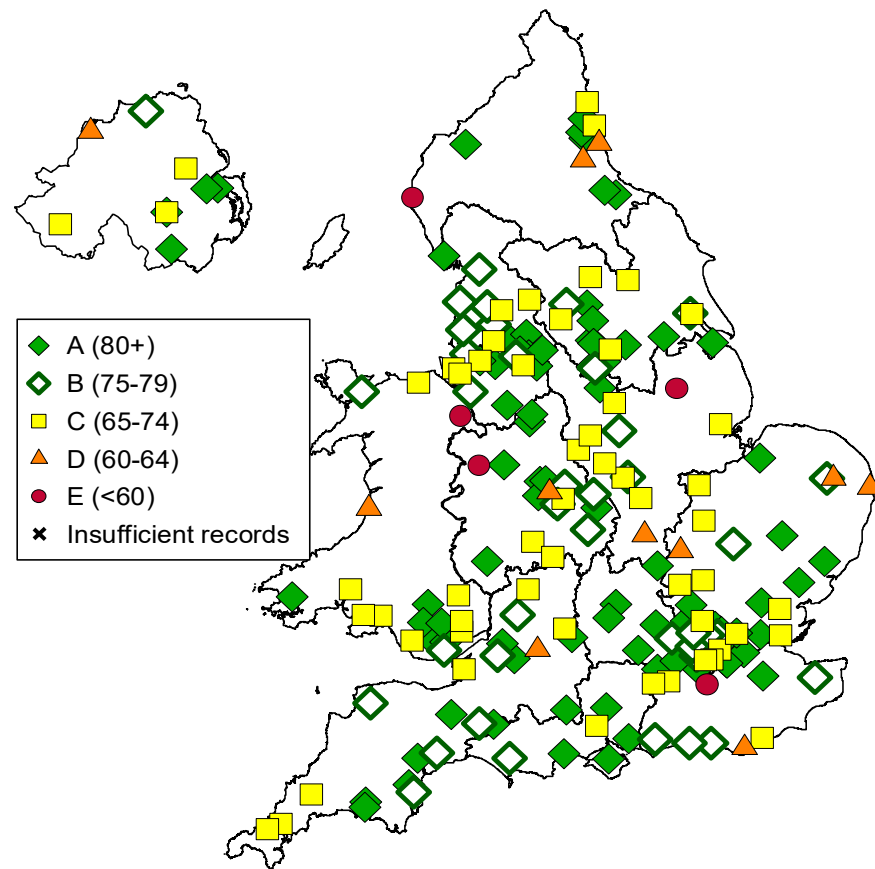 A (80+)
B (75-79)
C (65-74)
D (60-64)
E (<60)
Insufficient records